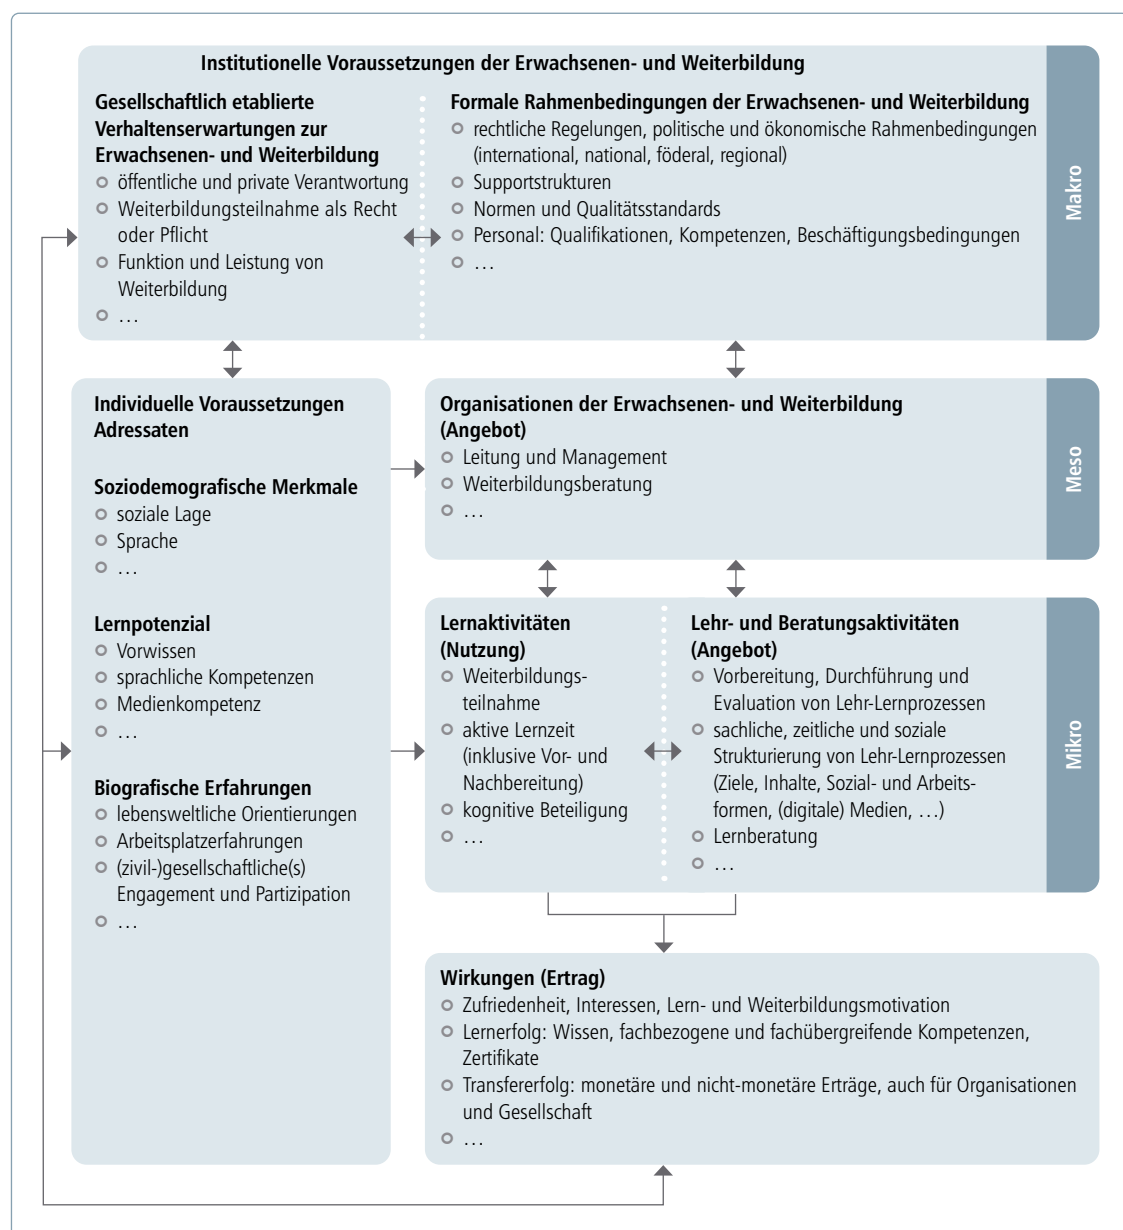 Institutionelle Voraussetzungen der Erwachsenen- und Weiterbildung
Gesellschaftlich etablierte
Verhaltenserwartungen zur
Erwachsenen- und Weiterbildung
öffentliche und private Verantwortung
Weiterbildungsteilnahme als Recht
oder Pflicht
Funktion und Leistung von
Weiterbildung
…
Formale Rahmenbedingungen der Erwachsenen- und Weiterbildung
rechtliche Regelungen, politische und ökonomische Rahmenbedingungen
(international, national, föderal, regional)
Supportstrukturen
Normen und Qualitätsstandards
Personal: Qualifikationen, Kompetenzen, Beschäftigungsbedingungen
…
Makro
Individuelle Voraussetzungen
Adressaten
Soziodemografische Merkmale
soziale Lage
Sprache
…
Lernpotenzial
Vorwissen
sprachliche Kompetenzen
Medienkompetenz
…
Biografische Erfahrungen
lebensweltliche Orientierungen
Arbeitsplatzerfahrungen
(zivil-)gesellschaftliche(s)
Engagement und Partizipation
…
Organisationen der Erwachsenen- und Weiterbildung
(Angebot)
Leitung und Management
Weiterbildungsberatung
…
Meso
Lernaktivitäten
(Nutzung)
Weiterbildungs-
teilnahme
aktive Lernzeit
(inklusive Vor- und
Nachbereitung)
kognitive Beteiligung
…
Lehr- und Beratungsaktivitäten
(Angebot)
Vorbereitung, Durchführung und
Evaluation von Lehr-Lernprozessen
sachliche, zeitliche und soziale
Strukturierung von Lehr-Lernprozessen
(Ziele, Inhalte, Sozial- und Arbeits-
formen, (digitale) Medien, …)
Lernberatung
…
Mikro
Wirkungen (Ertrag)
Zufriedenheit, Interessen, Lern- und Weiterbildungsmotivation
Lernerfolg: Wissen, fachbezogene und fachübergreifende Kompetenzen,
Zertifikate
Transfererfolg: monetäre und nicht-monetäre Erträge, auch für Organisationen
und Gesellschaft
…